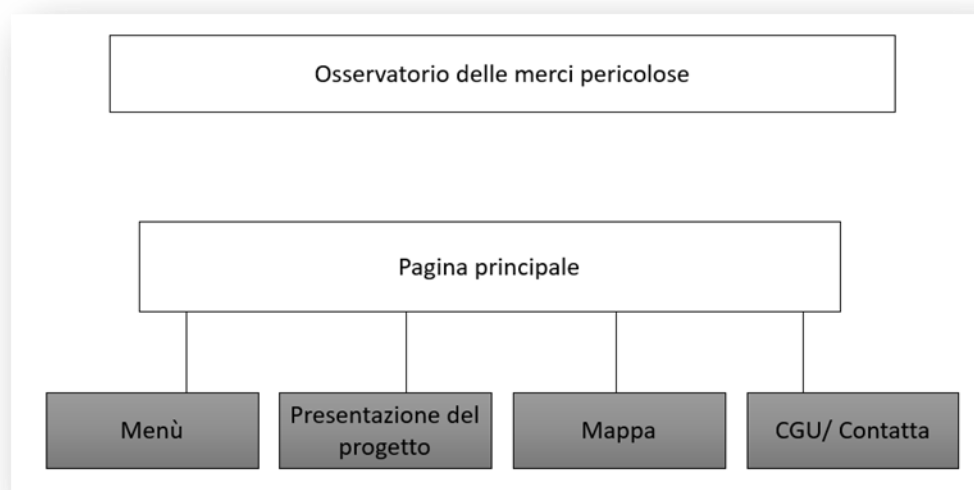 Osservatorio delle merci pericolose
Pagina principale
Menù
Presentazione del
progetto
Mappa
CGU/ Contatta